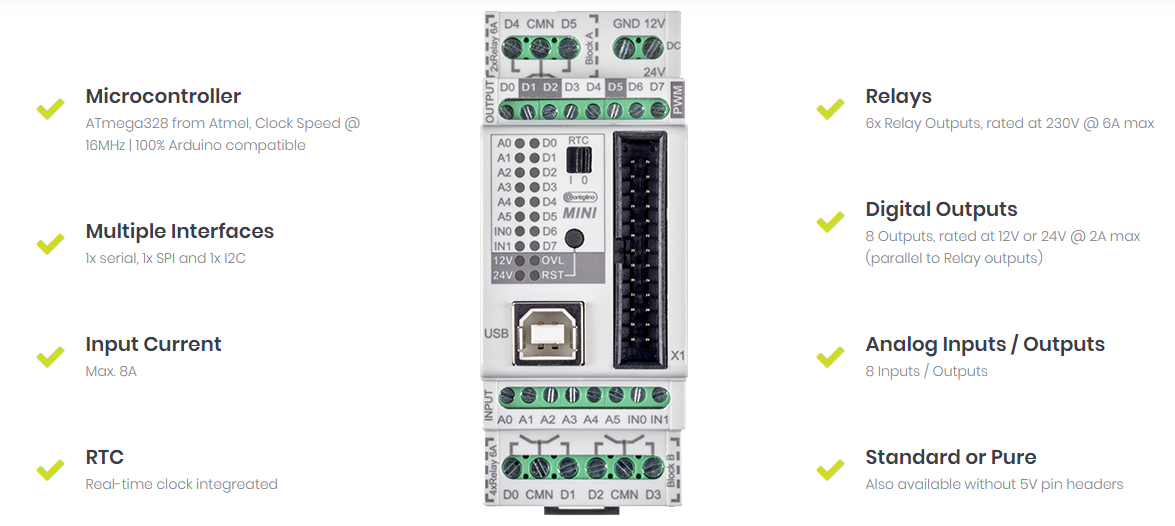 Microcontroller
ATmega328 from Atmel, Clock Speed @
16MHz | 100% Arduino compatible
Multiple Interfaces
1x serial, 1x SPI and 1x I2C
Input Current
Max. 8A
RTC
Real-time clock integreated
D4 CMN D5
GND 12V
2xRelay 6A
Block A
DC
24V
OUTPUT
D0 D1 D2 D3 D4 D5 D6 D7
PWM
A0 D0
A1 D1
A2 D2
A3 D3
A4 D4
A5 D5
IN0 D6
IN1 D7
12V OVL
24V RST
RTC
I 0
MINI
USB
X1
INPUT
A0 A1 A2 A3 A4 A5 IN0 IN1
4xRelay 6A
Block B
D0 CMN D1 D2 CMN D3
Relays
6x Relay Outputs, rated at 230V @ 6A max
Digital Outputs
8 Outputs, rated at 12V or 24V @ 2A max
(parallel to Relay outputs)
Analog Inputs / Outputs
8 Inputs / Outputs
Standard or Pure
Also available without 5V pin headers